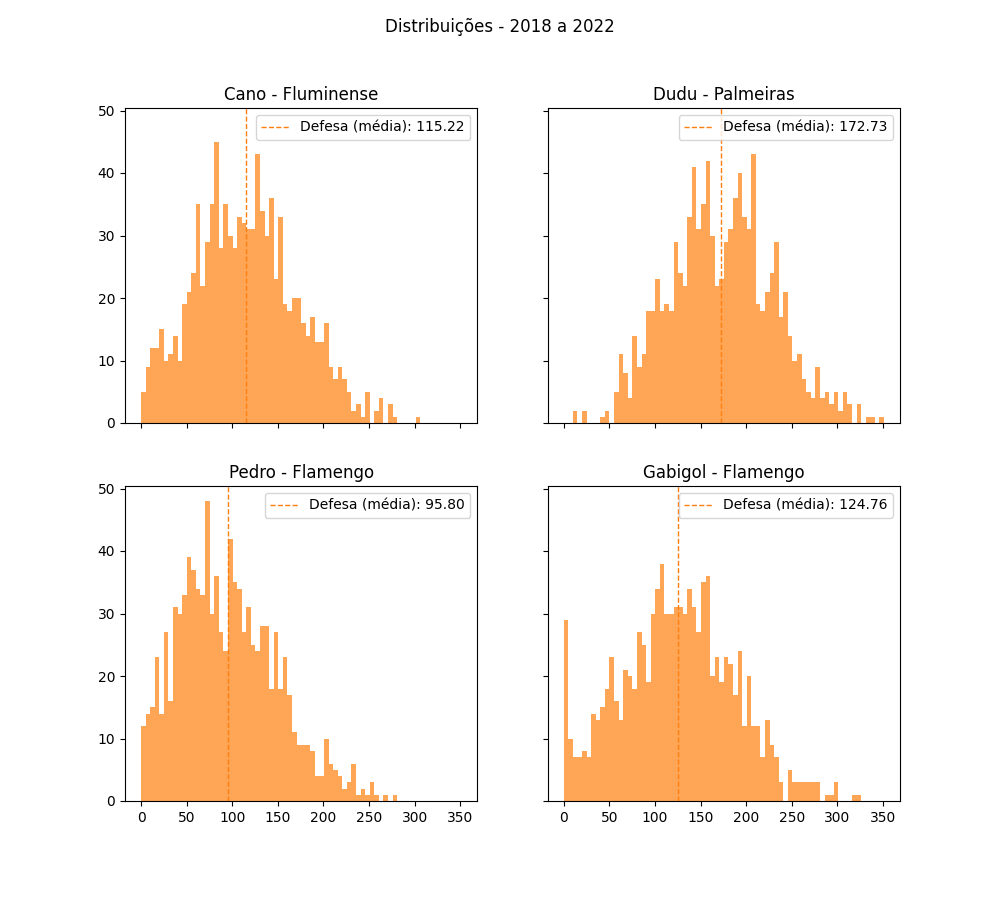 Distribuições - 2018 a 2022
Cano - Fluminense
Defesa (média): 115.22
50
40
30
20
10
0
Dudu - Palmeiras
Defesa (média): 172.73
Pedro - Flamengo
Defesa (média): 95.80
50
40
30
20
10
0
0 50 100 150 200 250 300 350
Gabigol - Flamengo
Defesa (média): 124.76
0 50 100 150 200 250 300 350